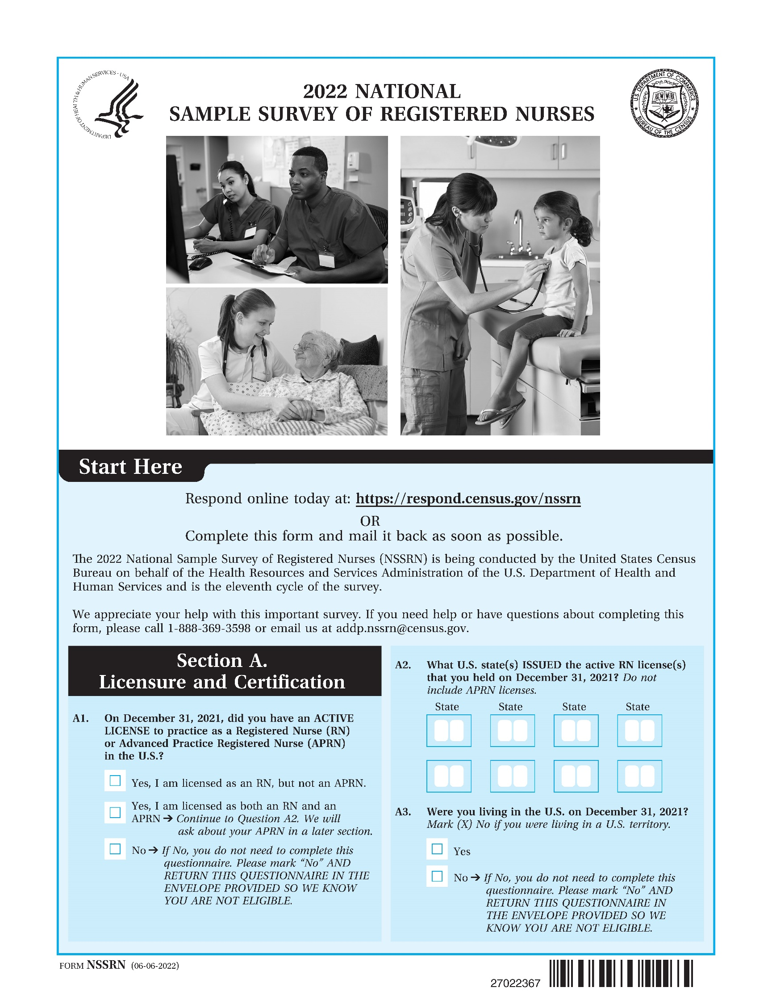 DEPARTMENT OF HEALTH & HUMAN SERVICES · USA
2022 NATIONAL
SAMPLE SURVEY OF REGISTERED NURSES
U.S. DEPARTMENT OF COMMERCE
BUREAU OF THE CENSUS
Start Here
Respond online today at: https://respond.census.gov/nssrn
OR
Complete this form and mail it back as soon as possible.
The 2022 National Sample Survey of Registered Nurses (NSSRN) is being conducted by the United States Census
Bureau on behalf of the Health Resources and Services Administration of the U.S. Department of Health and
Human Services and is the eleventh cycle of the survey.
We appreciate your help with this important survey. If you need help or have questions about completing this
form, please call 1-888-369-3598 or email us at addp.nssrn@census.gov.
Section A.
Licensure and Certification
A1. On December 31, 2021, did you have an ACTIVE
LICENSE to practice as a Registered Nurse (RN)
or Advanced Practice Registered Nurse (APRN)
in the U.S.?
Yes, I am licensed as an RN, but not an APRN.
Yes, I am licensed as both an RN and an
APRN ➔ Continue to Question A2. We will
ask about your APRN in a later section.
No ➔ If No, you do not need to complete this
questionnaire. Please mark “No” AND
RETURN THIS QUESTIONNAIRE IN THE
ENVELOPE PROVIDED SO WE KNOW
YOU ARE NOT ELIGIBLE.
A2. What U.S. state(s) ISSUED the active RN license(s)
that you held on December 31, 2021? Do not
include APRN licenses.
State State State State
A3. Were you living in the U.S. on December 31, 2021?
Mark (X) No if you were living in a U.S. territory.
Yes
No ➔ If No, you do not need to complete this
questionnaire. Please mark “No” AND
RETURN THIS QUESTIONNAIRE IN
THE ENVELOPE PROVIDED SO WE
KNOW YOU ARE NOT ELIGIBLE.
FORM NSSRN (06-06-2022)
27022367